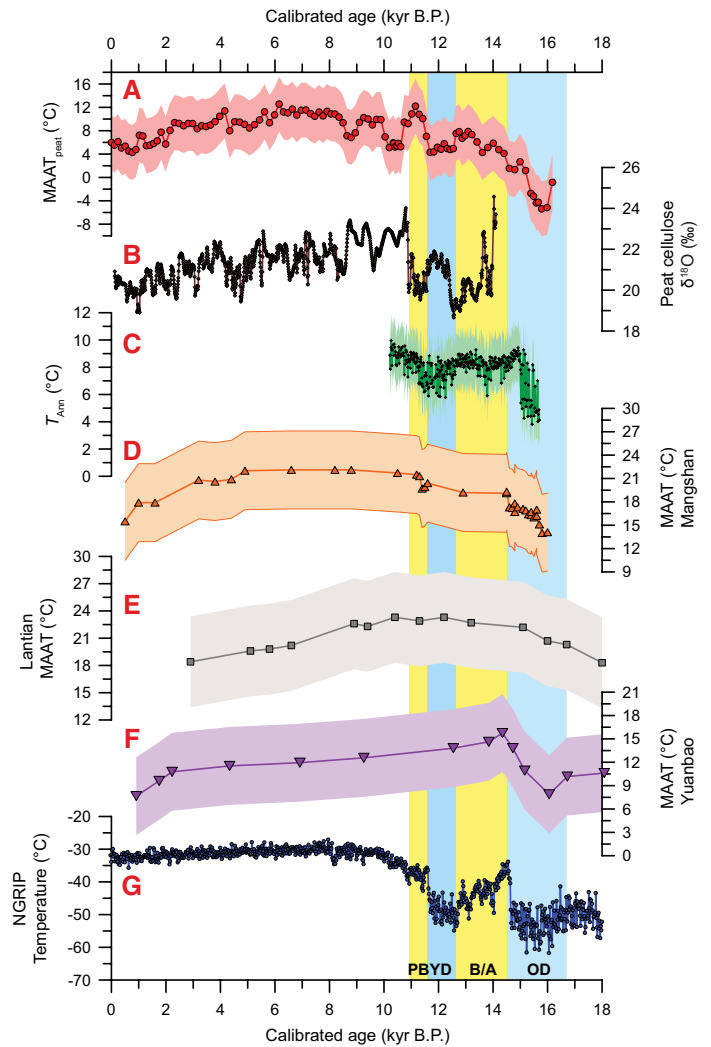 Calibrated age (kyr B.P.)
0 2 4 6 8 10 12 14 16 18
A
MAATpeat (°C)
16
12
8
4
0
-4
-8
B
Peat cellulose
δ18O (‰)
26
24
22
20
18
C
TAnn (°C)
12
10
8
6
4
2
0
D
MAAT (°C)
Mangshan
30
27
24
21
18
15
12
9
E
Lantian
MAAT (°C)
30
27
24
21
18
15
12
F
MAAT (°C)
Yuanbao
21
18
15
12
9
6
3
0
G
NGRIP
Temperature (°C)
-20
-30
-40
-50
-60
-70
PB YD B/A OD
0 2 4 6 8 10 12 14 16 18
Calibrated age (kyr B.P.)